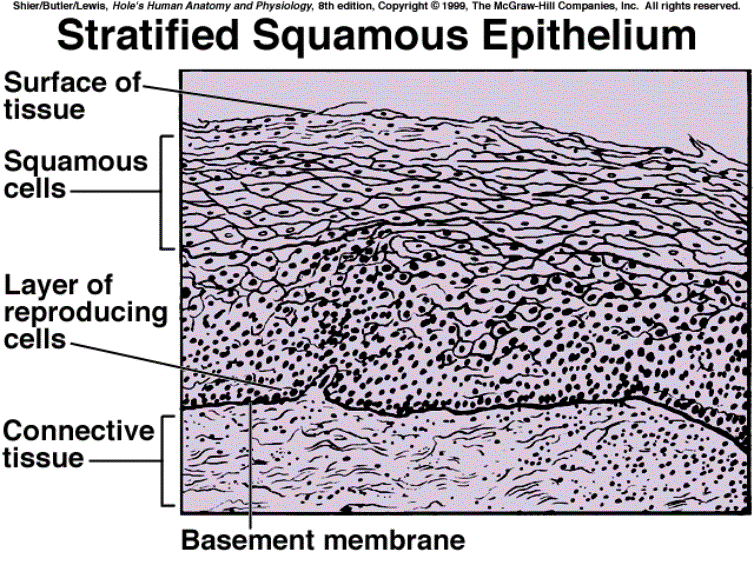 Shier/Butler/Lewis, Hole's Human Anatomy and Physiology, 8th edition, Copyright © 1999, The McGraw-Hill Companies, Inc. All rights reserved.
Stratified Squamous Epithelium
Surface of
tissue
Squamous
cells
Layer of
reproducing
cells
Connective
tissue
Basement membrane